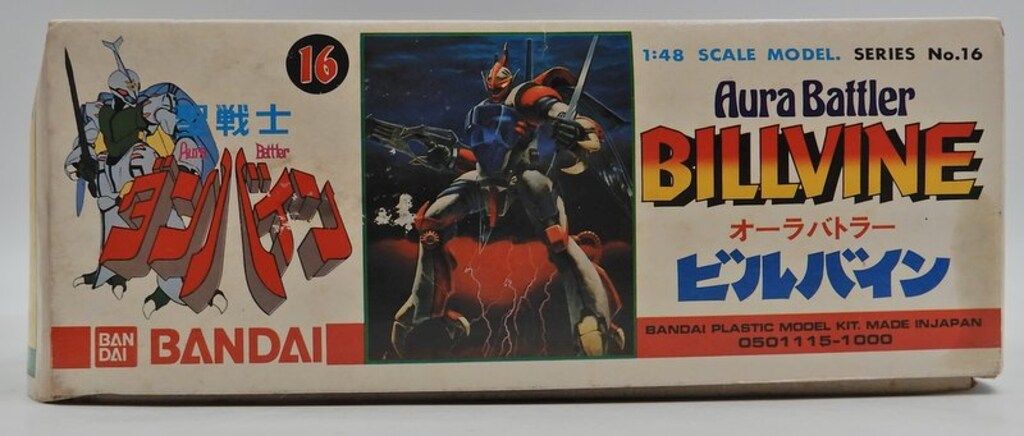 16
聖戦士
Aura Battler
ダンバイン
BAN
DAI
BANDAI
1:48 SCALE MODEL. SERIES No.16
Aura Battler
BILLVINE
オーラバトラー
ビルバイン
BANDAI PLASTIC MODEL KIT. MADE INJAPAN
0501115-1000